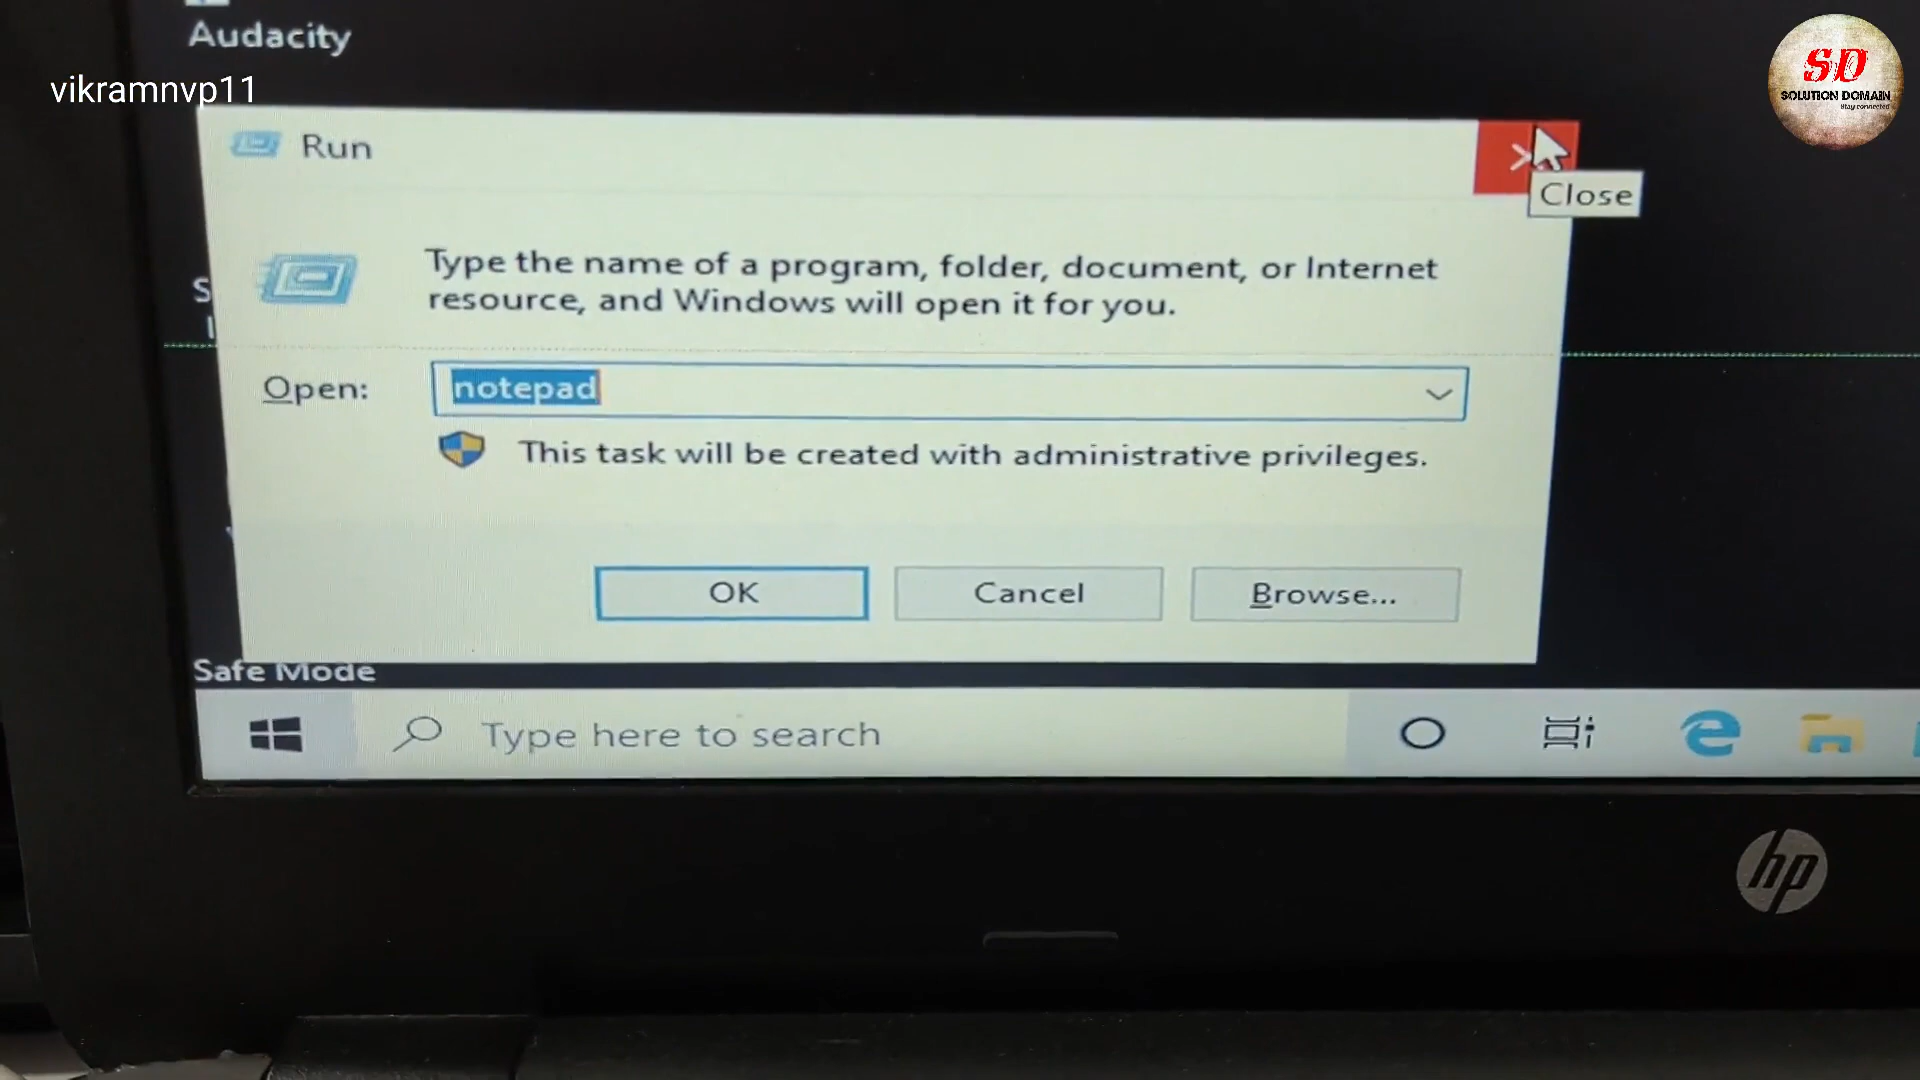 Audacity
vikramnvp11
SD
SOLUTION DOMAIN
Stay connected
Run
Close
Type the name of a program, folder, document, or Internet
resource, and Windows will open it for you.
Open:
notepad
This task will be created with administrative privileges.
OK
Cancel
Browse...
Safe Mode
Type here to search
hp